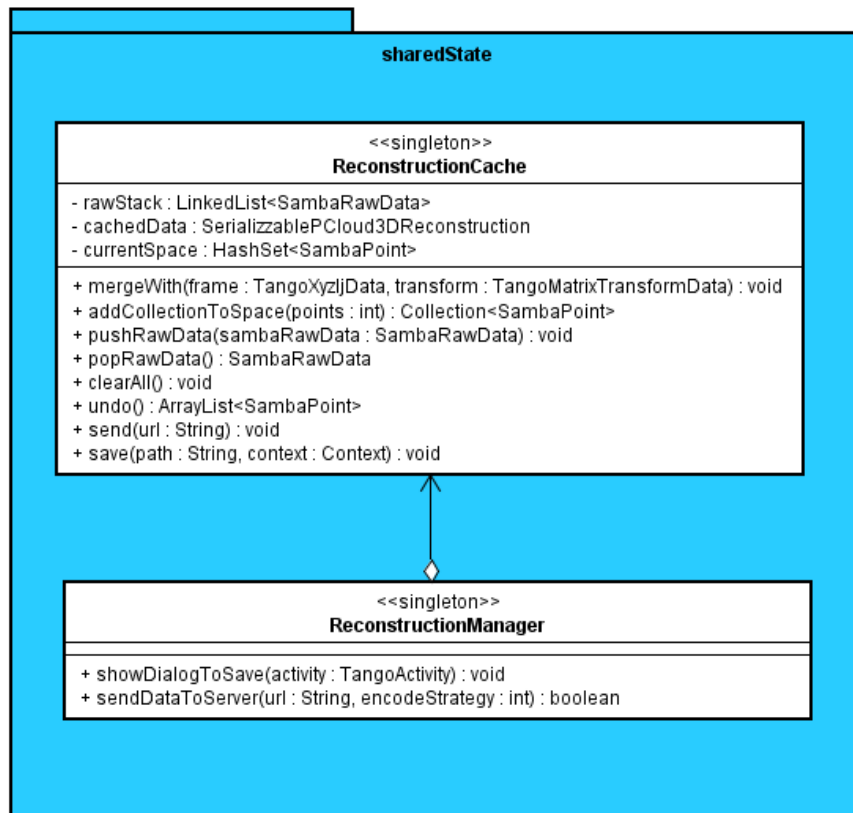 sharedState
<<singleton>>
ReconstructionCache
- rawStack : LinkedList<SambaRawData>
- cachedData : SerializzablePCloud3DReconstruction
- currentSpace : HashSet<SambaPoint>
+ mergeWith(frame : TangoXyzIjData, transform : TangoMatrixTransformData) : void
+ addCollectionToSpace(points : int) : Collection<SambaPoint>
+ pushRawData(sambaRawData : SambaRawData) : void
+ popRawData() : SambaRawData
+ clearAll() : void
+ undo() : ArrayList<SambaPoint>
+ send(url : String) : void
+ save(path : String, context : Context) : void
<<singleton>>
ReconstructionManager
+ showDialogToSave(activity : TangoActivity) : void
+ sendDataToServer(url : String, encodeStrategy : int) : boolean